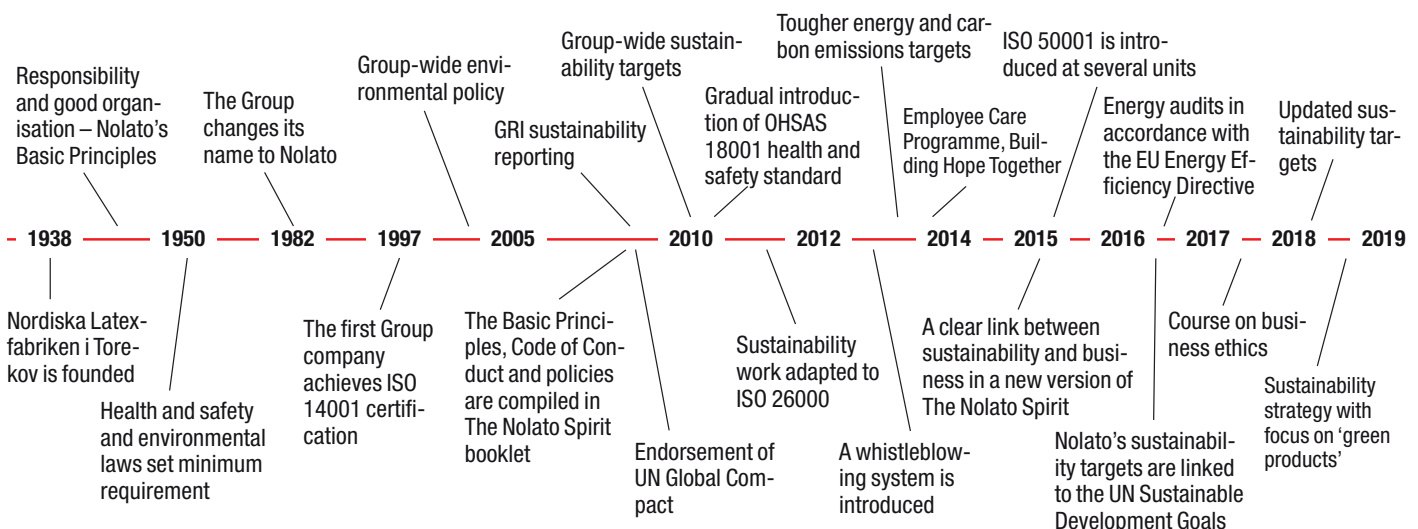 Responsibility
and good organ-
isation – Nolato's
Basic Principles
The Group
changes its
name to Nolato
Group-wide envi-
ronmental policy
GRI sustainability
reporting
Group-wide sustain-
ability targets
Gradual introduc-
tion of OHSAS
18001 health and
safety standard
Tougher energy and car-
bon emissions targets
Employee Care
Programme, Buil-
ding Hope Together
ISO 50001 is intro-
duced at several units
Energy audits in
accordance with
the EU Energy Ef-
ficiency Directive
Updated sus-
tainability tar-
gets
1938 1950 1982 1997 2005 2010 2012 2014 2015 2016 2017 2018 2019
Nordiska Latex-
fabriken i Tore-
kov is founded
Health and safety
and environmental
laws set minimum
requirement
The first Group
company
achieves ISO
14001 certifi-
cation
The Basic Princi-
ples, Code of Con-
duct and policies
are compiled in
The Nolato Spirit
booklet
Endorsement of
UN Global Com-
pact
Sustainability
work adapted to
ISO 26000
A whistleblow-
ing system is
introduced
A clear link between
sustainability and busi-
ness in a new version of
The Nolato Spirit
Nolato's sustainabil-
ity targets are linked
to the UN Sustainable
Development Goals
Course on busi-
ness ethics
Sustainability
strategy with
focus on 'green
products'